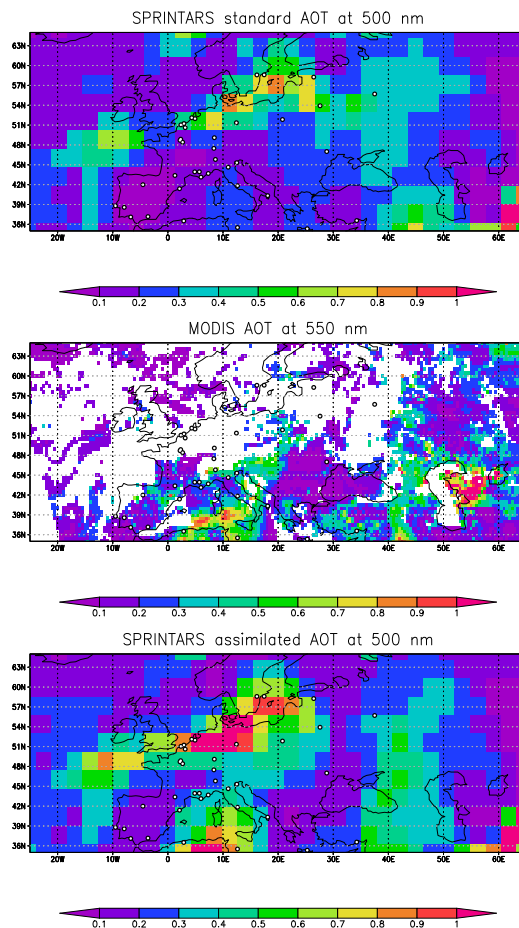 SPRINTARS standard AOT at 500 nm
63N
60N
57N
54N
51N
48N
45N
42N
39N
36N
20W 10W 0 10E 20E 30E 40E 50E 60E
0.1 0.2 0.3 0.4 0.5 0.6 0.7 0.8 0.9 1
MODIS AOT at 550 nm
63N
60N
57N
54N
51N
48N
45N
42N
39N
36N
20W 10W 0 10E 20E 30E 40E 50E 60E
0.1 0.2 0.3 0.4 0.5 0.6 0.7 0.8 0.9 1
SPRINTARS assimilated AOT at 500 nm
63N
60N
57N
54N
51N
48N
45N
42N
39N
36N
20W 10W 0 10E 20E 30E 40E 50E 60E
0.1 0.2 0.3 0.4 0.5 0.6 0.7 0.8 0.9 1